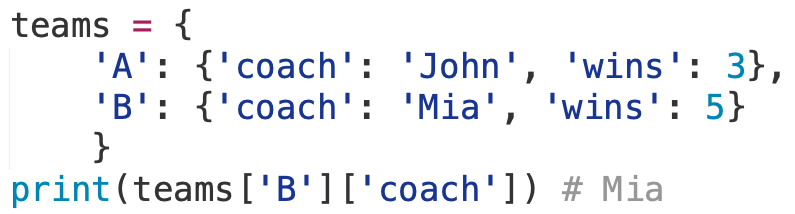 teams = {
    'A': {'coach': 'John', 'wins': 3},
    'B': {'coach': 'Mia', 'wins': 5}
    }
print(teams['B']['coach']) # Mia